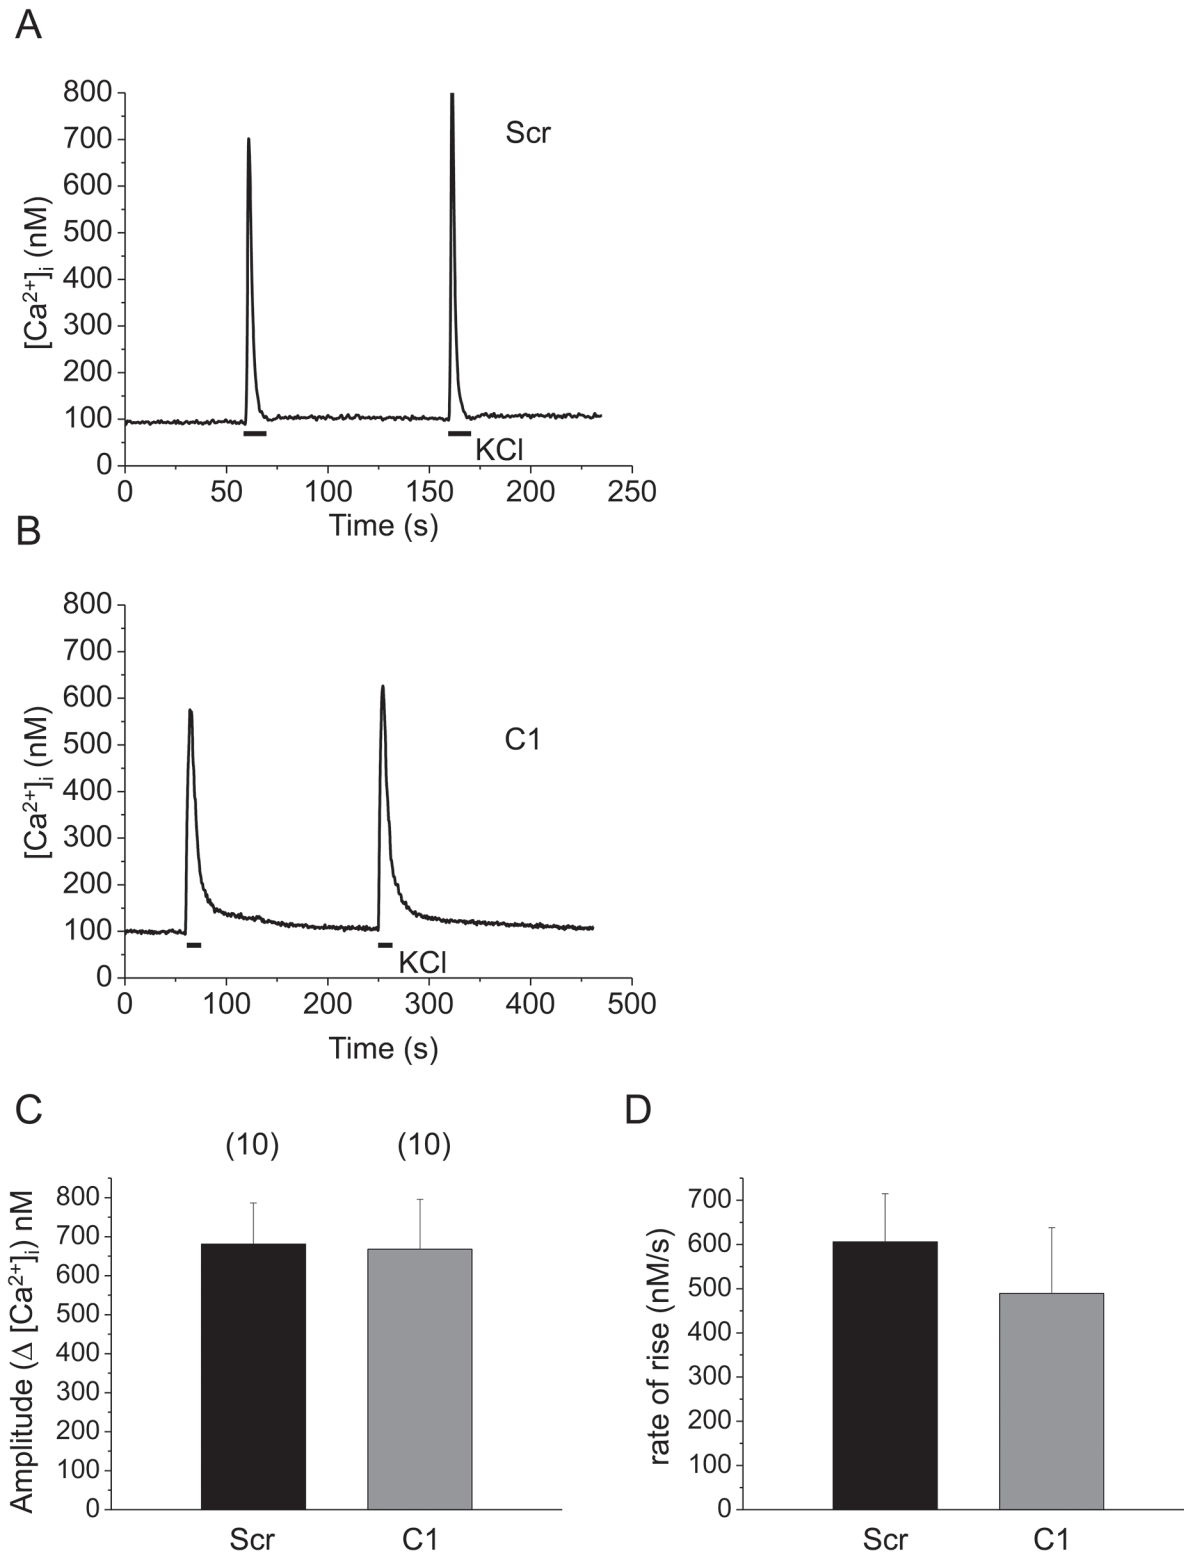 A
800
700
600
500
400
300
200
100
0
[Ca²⁺]ᵢ (nM)
Scr
KCl
0 50 100 150 200 250
Time (s)
B
800
700
600
500
400
300
200
100
0
[Ca²⁺]ᵢ (nM)
C1
KCl
0 100 200 300 400 500
Time (s)
C
(10) (10)
800
700
600
500
400
300
200
100
0
Amplitude (Δ [Ca²⁺]ᵢ) nM
Scr C1
D
700
600
500
400
300
200
100
0
rate of rise (nM/s)
Scr C1